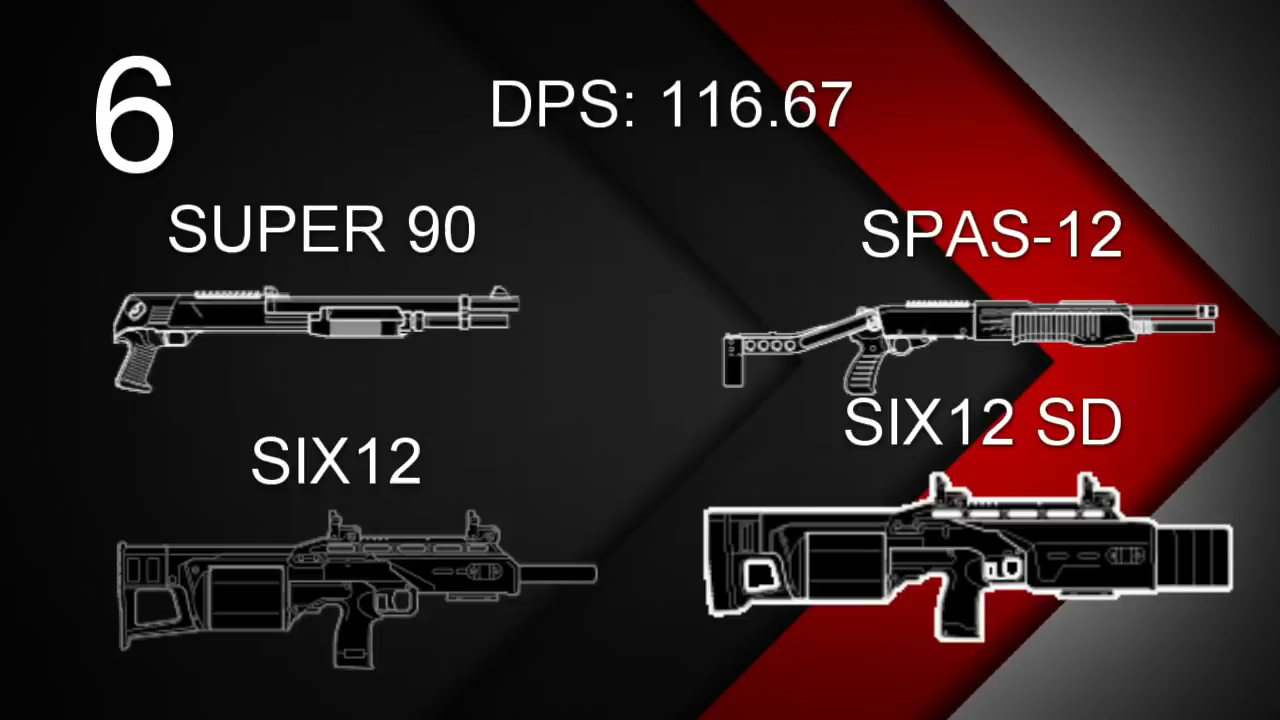 6
DPS: 116.67
SUPER 90
SPAS-12
SIX12
SIX12 SD